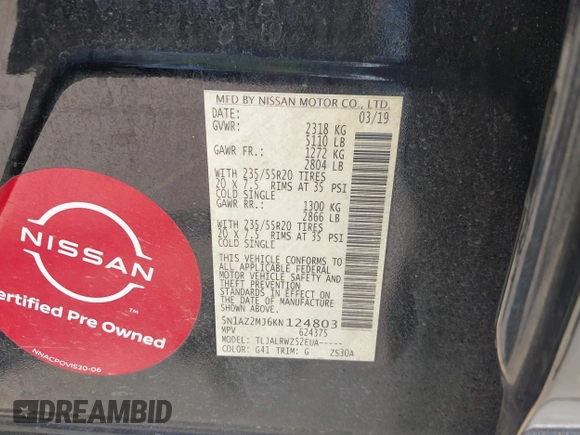 MFD BY NISSAN MOTOR CO., LTD.
DATE: 03/19
GVWR: 2318 KG
5110 LB
GAWR FR.: 1272 KG
2804 LB
WITH 235/55R20 TIRES
20 X 7.5 RIMS AT 35 PSI
COLD SINGLE
GAWR RR.: 1300 KG
2866 LB
WITH 235/55R20 TIRES
20 X 7.5 RIMS AT 35 PSI
COLD SINGLE
THIS VEHICLE CONFORMS TO
ALL APPLICABLE FEDERAL
MOTOR VEHICLE SAFETY AND
THEFT PREVENTION
STANDARDS IN EFFECT ON
THE DATE OF MANUFACTURE
SHOWN ABOVE.
5N1AZ2MJ6KN124803
MPV 624375
MODEL: TLJALRWZ52EUA-----
COLOR: G41 TRIM: G ZS30A
NISSAN
TM
Certified Pre Owned
NNACPOVIS20-06
DREAMBID